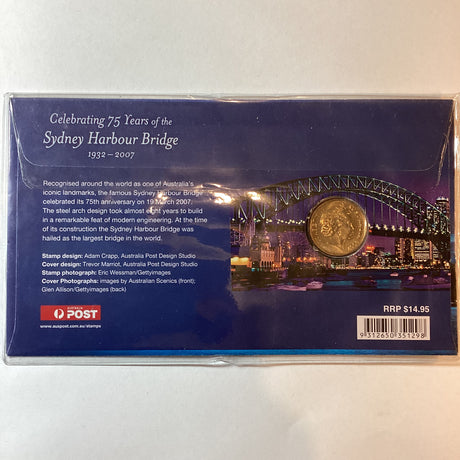 Celebrating 75 Years of the
Sydney Harbour Bridge
1932 – 2007
Recognised around the world as one of Australia's
iconic landmarks, the famous Sydney Harbour Bridge
celebrated its 75th anniversary on 19 March 2007.
The steel arch design took almost eight years to build
in a remarkable feat of modern engineering. At the
time of its construction the Sydney Harbour Bridge was
hailed as the largest bridge in the world.
Stamp design: Adam Crapp, Australia Post Design Studio
Cover design: Trevor Marriot, Australia Post Design Studio
Stamp photograph: Eric Wessman/Gettyimages
Cover Photographs: images by Australian Scenics (front);
Glen Allison/Gettyimages (back)
AUSTRALIA
POST
www.auspost.com.au/stamps
RRP $14.95
9 312650 351298